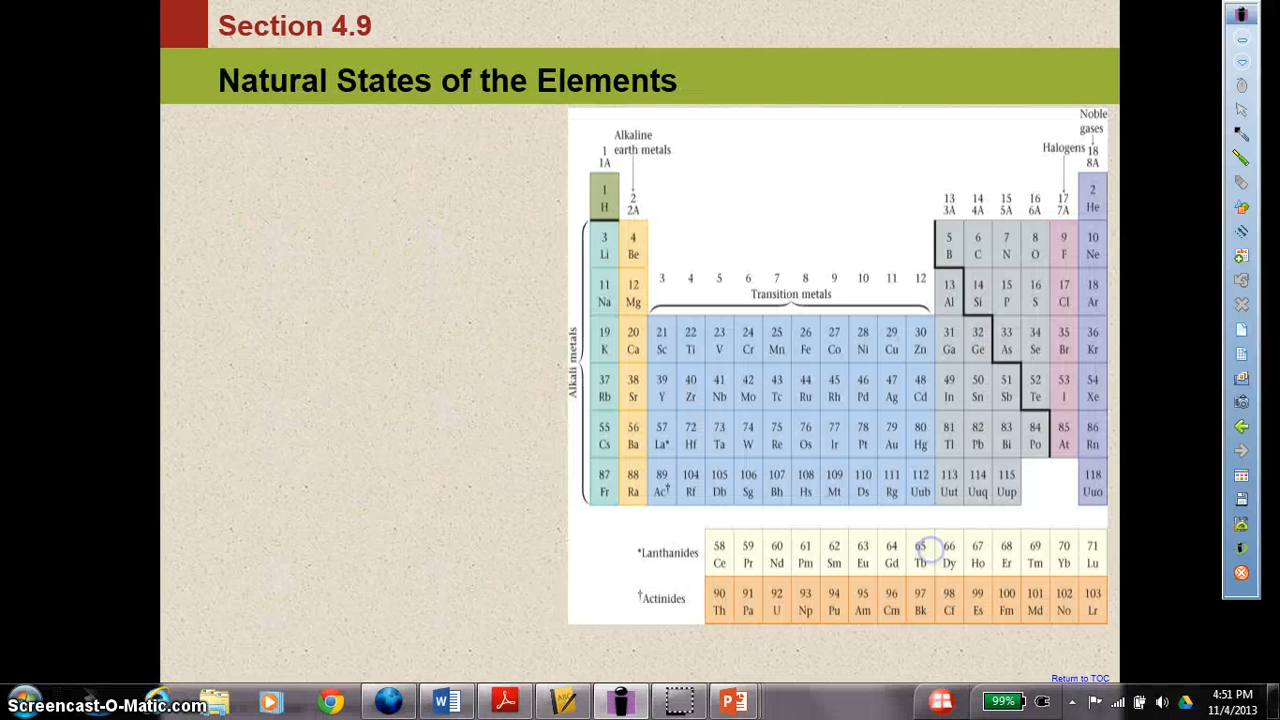 Section 4.9
Natural States of the Elements
Noble
gases
Alkaline
earth metals
Halogens
1
1A
2
2A
13
3A
14
4A
15
5A
16
6A
17
7A
18
8A
1 H
2 He
3 Li
4 Be
5 B
6 C
7 N
8 O
9 F
10 Ne
11 Na
12 Mg
3 4 5 6 7 8 9 10 11 12
Transition metals
13 Al
14 Si
15 P
16 S
17 Cl
18 Ar
19 20 21 22 23 24 25 26 27 28 29 30 31 32 33 34 35 36
K Ca Sc Ti V Cr Mn Fe Co Ni Cu Zn Ga Ge As Se Br Kr
Alkali metals
37 38 39 40 41 42 43 44 45 46 47 48 49 50 51 52 53 54
Rb Sr Y Zr Nb Mo Tc Ru Rh Pd Ag Cd In Sn Sb Te I Xe
55 56 57 72 73 74 75 76 77 78 79 80 81 82 83 84 85 86
Cs Ba La* Hf Ta W Re Os Ir Pt Au Hg Tl Pb Bi Po At Rn
87 88 89 104 105 106 107 108 109 110 111 112 113 114 115 118
Fr Ra Ac† Rf Db Sg Bh Hs Mt Ds Rg Uub Uut Uuq Uup Uuo
*Lanthanides
58 59 60 61 62 63 64 65 66 67 68 69 70 71
Ce Pr Nd Pm Sm Eu Gd Tb Dy Ho Er Tm Yb Lu
†Actinides
90 91 92 93 94 95 96 97 98 99 100 101 102 103
Th Pa U Np Pu Am Cm Bk Cf Es Fm Md No Lr
Return to TOC
Screencast-O-Matic.com
ABC
99%
4:51 PM
11/4/2013